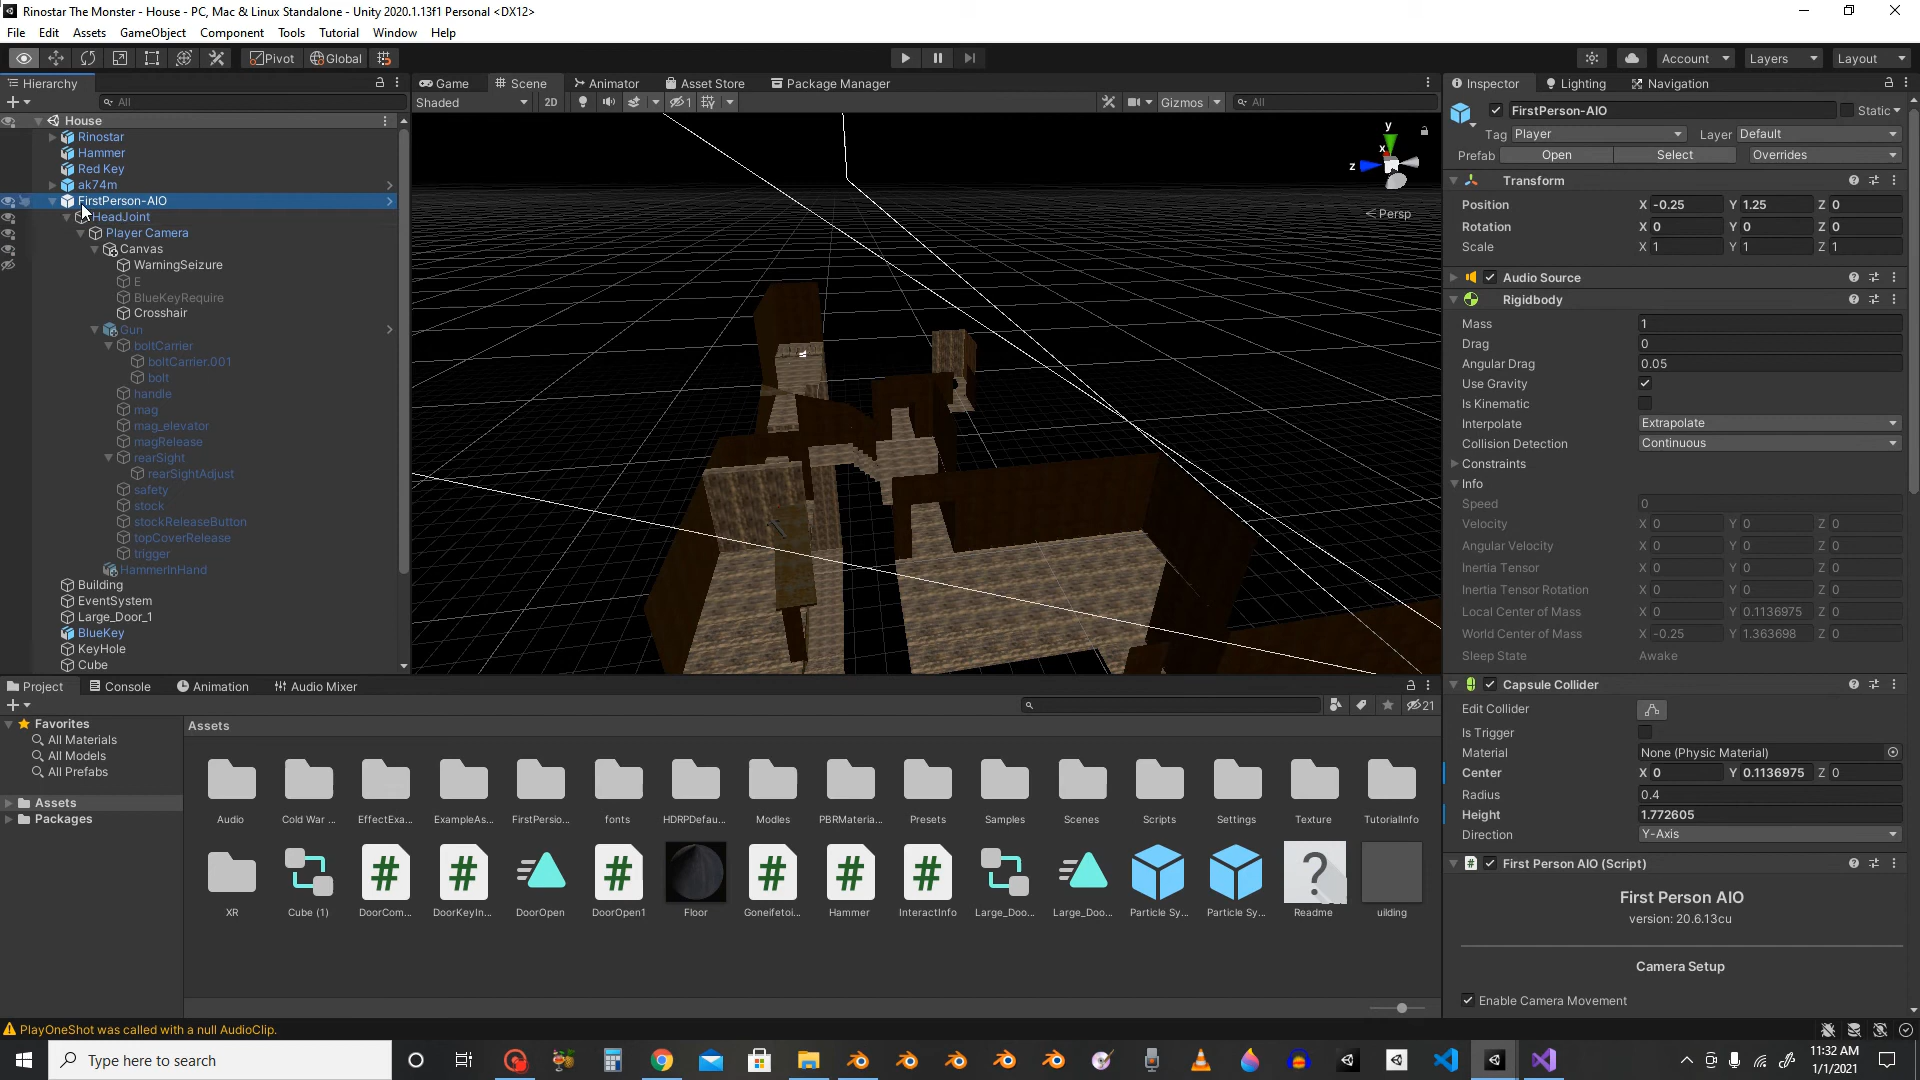 Rinostar The Monster - House - PC, Mac & Linux Standalone - Unity 2020.1.13f1 Personal <DX12>
File Edit Assets GameObject Component Tools Tutorial Window Help
Pivot Global Account Layers Layout
Hierarchy
All
House
Rinostar
Hammer
Red Key
ak74m
FirstPerson-AIO
HeadJoint
Player Camera
Canvas
WarningSeizure
E
BlueKeyRequire
Crosshair
Gun
boltCarrier
boltCarrier.001
bolt
handle
mag
mag_elevator
magRelease
rearSight
rearSightAdjust
safety
stock
stockReleaseButton
topCoverRelease
trigger
HammerInHand
Building
EventSystem
Large_Door_1
BlueKey
KeyHole
Cube
Game Scene Animator Asset Store Package Manager
Shaded 2D 1 Gizmos All
y
x
z
Persp
Inspector Lighting Navigation
FirstPerson-AIO Static
Tag Player Layer Default
Prefab Open Select Overrides
Transform
Position X -0.25 Y 1.25 Z 0
Rotation X 0 Y 0 Z 0
Scale X 1 Y 1 Z 1
Audio Source
Rigidbody
Mass 1
Drag 0
Angular Drag 0.05
Use Gravity
Is Kinematic
Interpolate Extrapolate
Collision Detection Continuous
Constraints
Info
Speed 0
Velocity X 0 Y 0 Z 0
Angular Velocity X 0 Y 0 Z 0
Inertia Tensor X 0 Y 0 Z 0
Inertia Tensor Rotation X 0 Y 0 Z 0
Local Center of Mass X 0 Y 0.1136975 Z 0
World Center of Mass X -0.25 Y 1.363698 Z 0
Sleep State Awake
Capsule Collider
Edit Collider
Is Trigger
Material None (Physic Material)
Center X 0 Y 0.1136975 Z 0
Radius 0.4
Height 1.772605
Direction Y-Axis
First Person AIO (Script)
First Person AIO
version: 20.6.13cu
Camera Setup
Enable Camera Movement
Project Console Animation Audio Mixer
21
Favorites
All Materials
All Models
All Prefabs
Assets
Packages
Assets
Audio Cold War ... EffectExa... ExampleAs... FirstPersio... fonts HDRPDefau... Modles PBRMateria... Presets Samples Scenes Scripts Settings Texture TutorialInfo
XR Cube (1) DoorCom... DoorKeyIn... DoorOpen DoorOpen1 Floor Goneifetoi... Hammer InteractInfo Large_Doo... Large_Doo... Particle Sy... Particle Sy... Readme uilding
PlayOneShot was called with a null AudioClip.
Type here to search
11:32 AM
1/1/2021